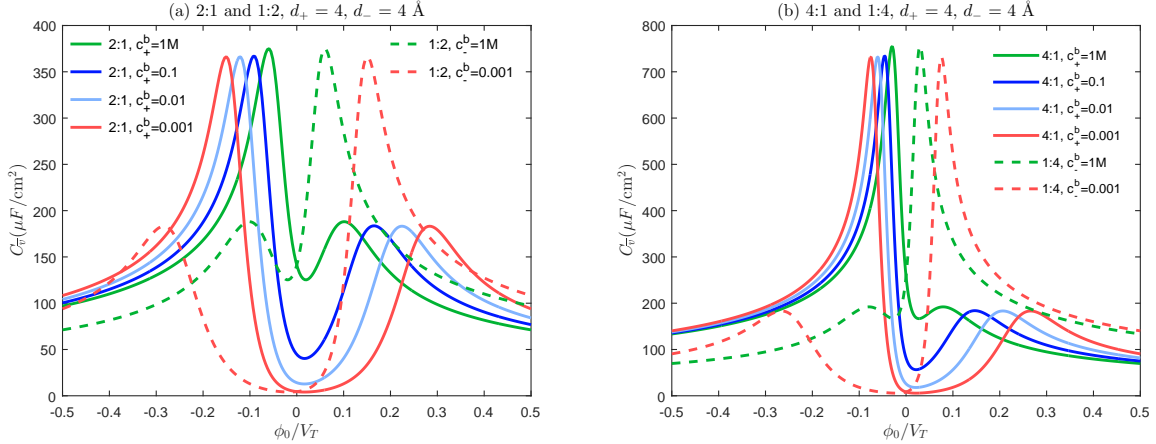 (a) 2:1 and 1:2, d₊ = 4, d₋ = 4 Å
C_v̅(μF/cm²)
400
350
300
250
200
150
100
50
0
2:1, c₊ᵇ=1M
2:1, c₊ᵇ=0.1
2:1, c₊ᵇ=0.01
2:1, c₊ᵇ=0.001
1:2, c₋ᵇ=1M
1:2, c₋ᵇ=0.001
-0.5 -0.4 -0.3 -0.2 -0.1 0 0.1 0.2 0.3 0.4 0.5
ϕ₀/V_T
(b) 4:1 and 1:4, d₊ = 4, d₋ = 4 Å
C_v̅(μF/cm²)
800
700
600
500
400
300
200
100
0
4:1, c₊ᵇ=1M
4:1, c₊ᵇ=0.1
4:1, c₊ᵇ=0.01
4:1, c₊ᵇ=0.001
1:4, c₋ᵇ=1M
1:4, c₋ᵇ=0.001
-0.5 -0.4 -0.3 -0.2 -0.1 0 0.1 0.2 0.3 0.4 0.5
ϕ₀/V_T